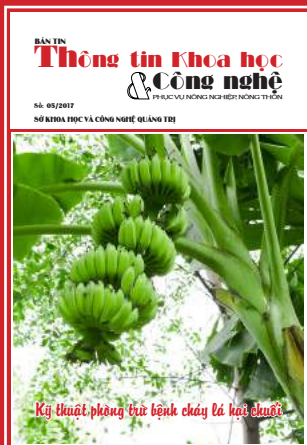 BẢN TIN
Thông tin Khoa học
& Công nghệ
PHỤC VỤ NÔNG NGHIỆP, NÔNG THÔN
Số: 05/2017
SỞ KHOA HỌC VÀ CÔNG NGHỆ QUẢNG TRỊ
Kỹ thuật phòng trừ bệnh cháy lá hại chuối